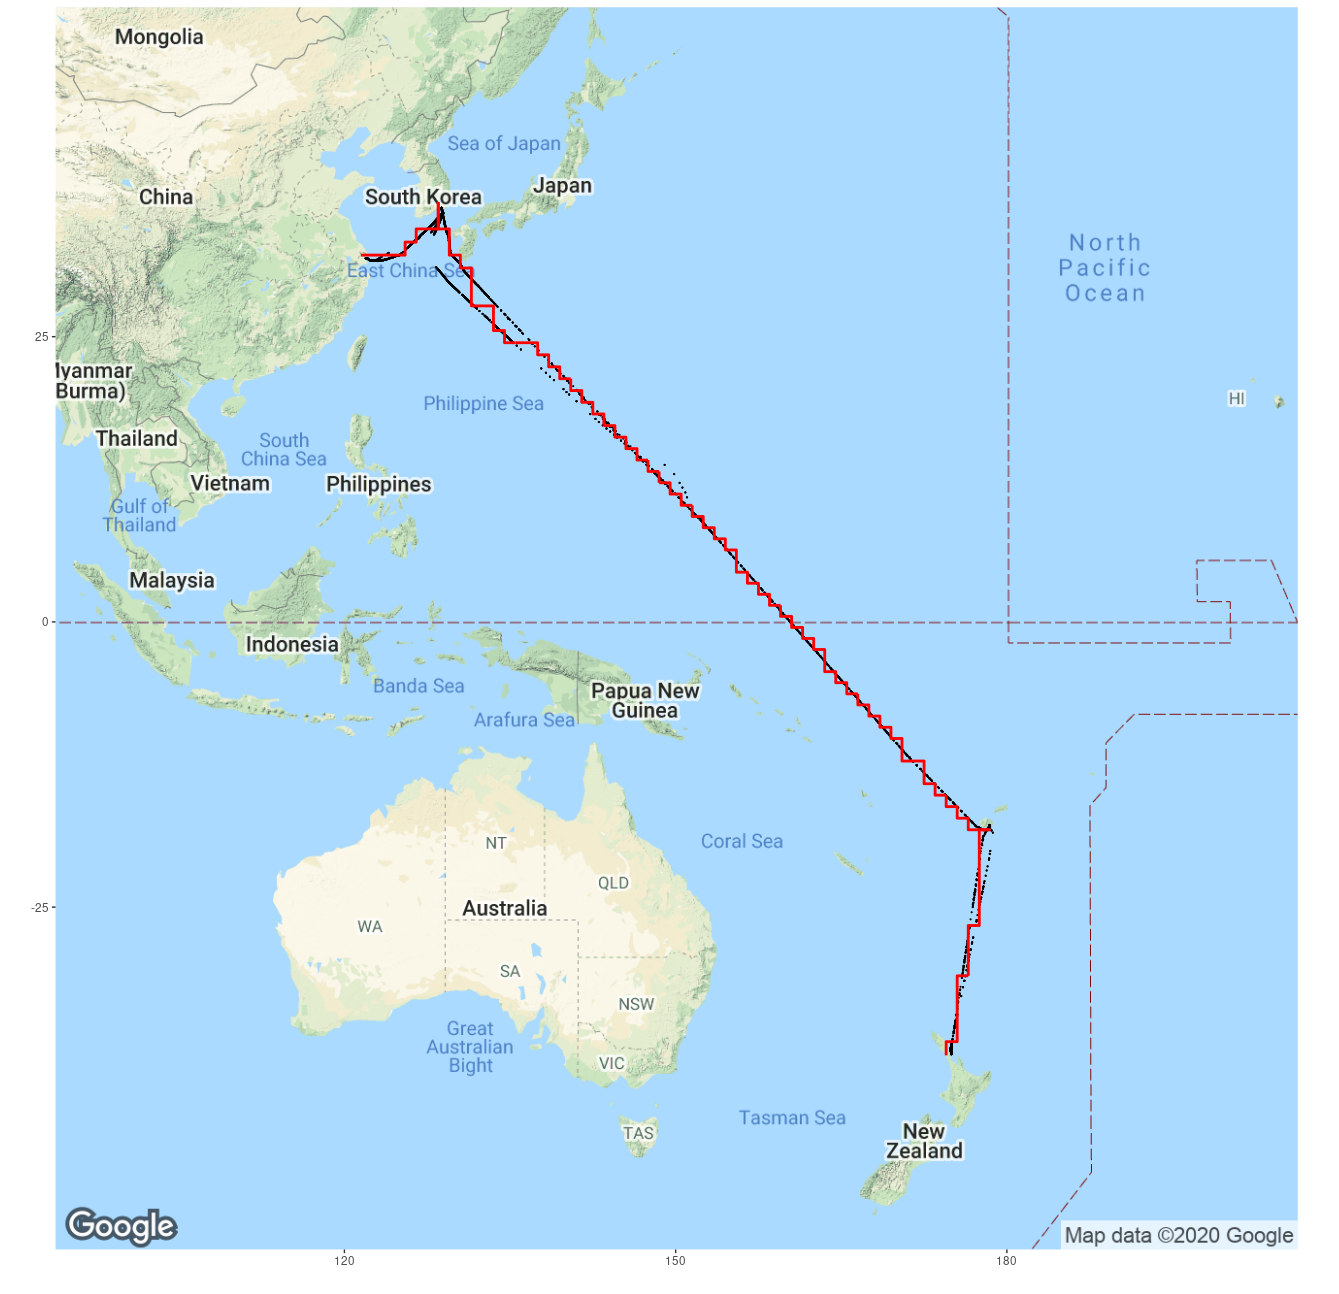 Mongolia
Sea of Japan
China
South Korea
Japan
North
Pacific
Ocean
East China Se
25
Myanmar
(Burma)
Philippine Sea
HI
Thailand
South
China Sea
Vietnam
Philippines
Gulf of
Thailand
Malaysia
0
Indonesia
Banda Sea
Papua New
Guinea
Arafura Sea
NT
Coral Sea
QLD
-25
Australia
WA
SA
NSW
Great
Australian
Bight
VIC
Tasman Sea
TAS
New
Zealand
Google
Map data ©2020 Google
120
150
180